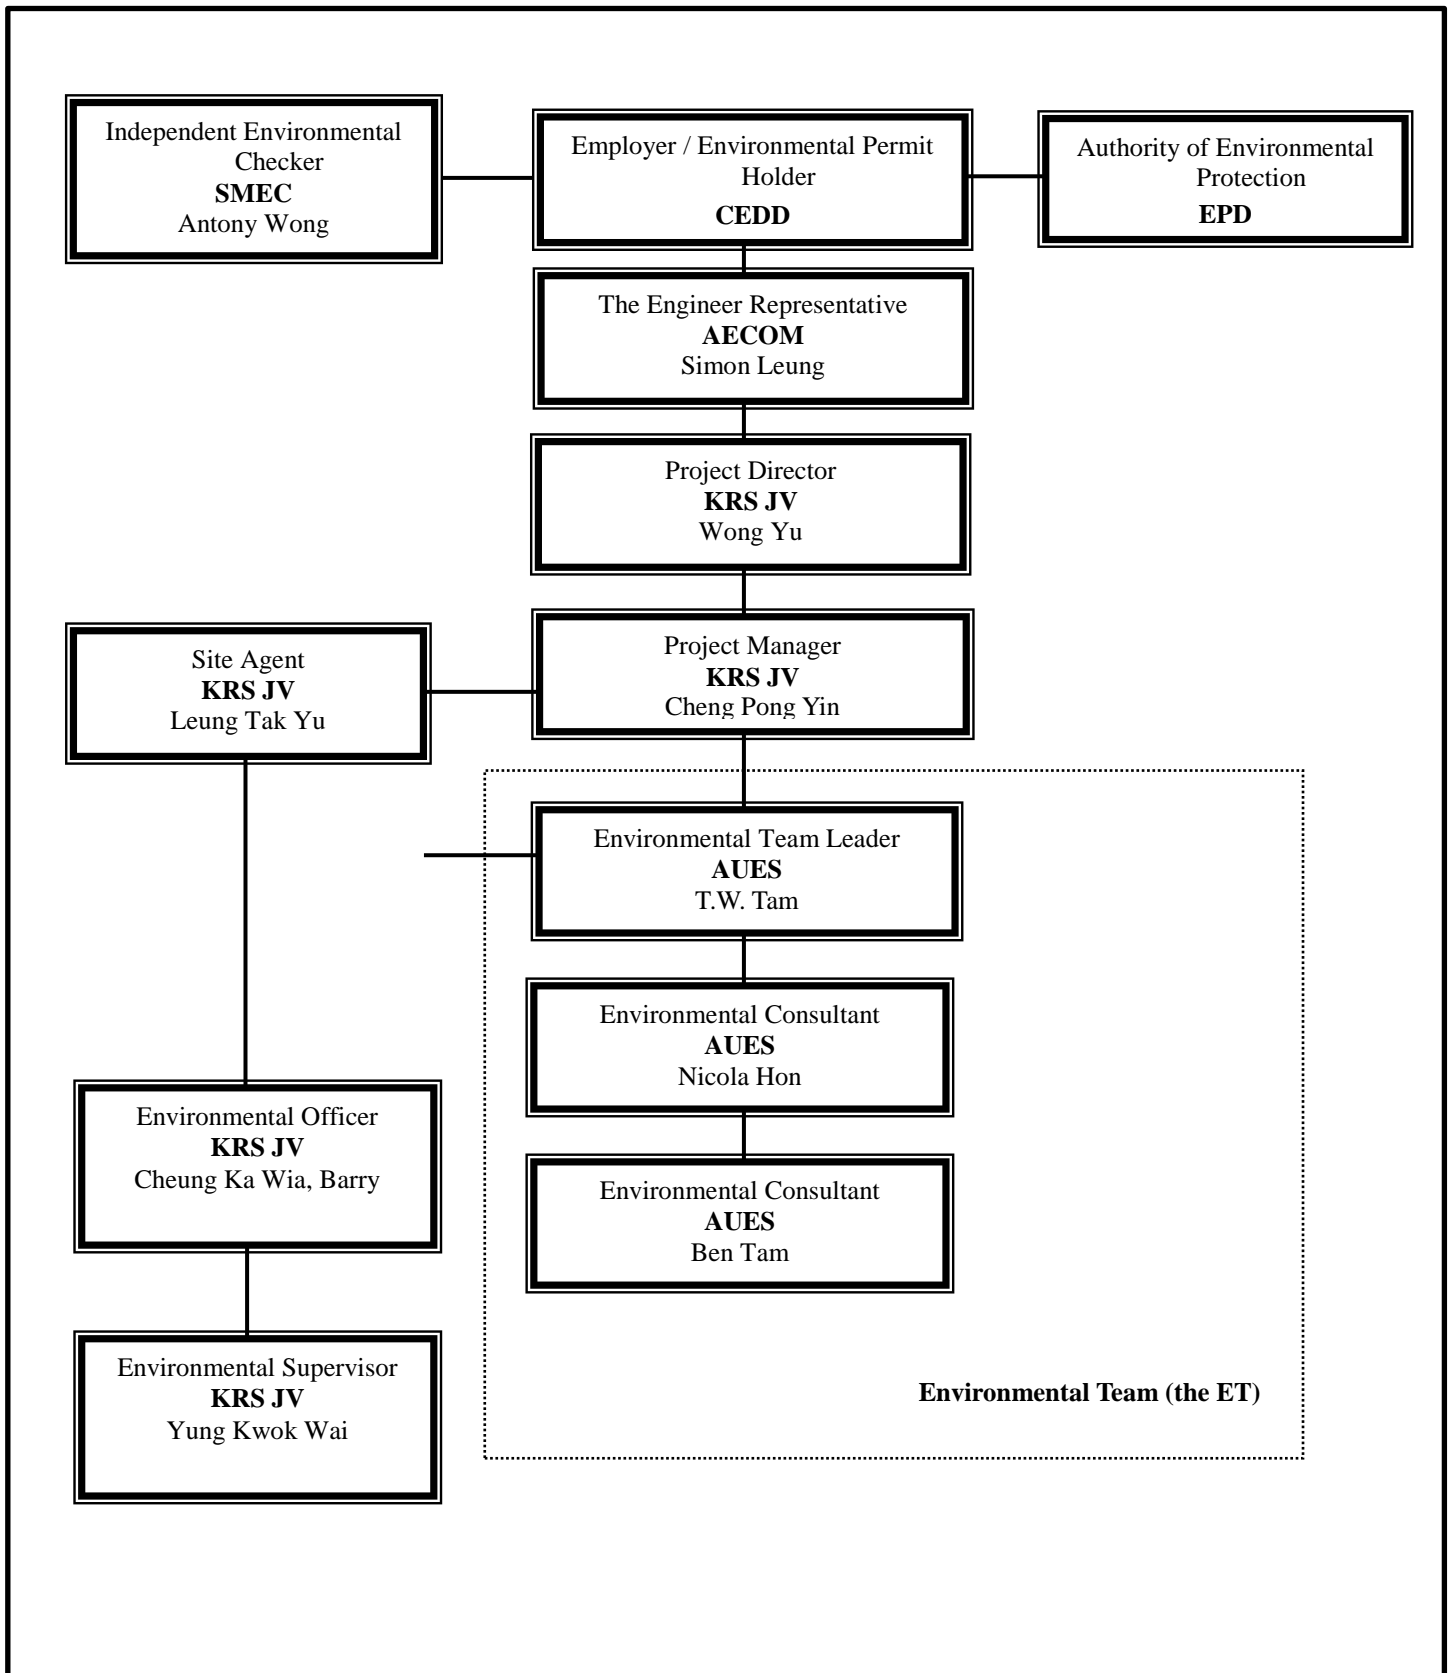 Independent Environmental
Checker
SMEC
Antony Wong
Employer / Environmental Permit
Holder
CEDD
Authority of Environmental
Protection
EPD
The Engineer Representative
AECOM
Simon Leung
Project Director
KRS JV
Wong Yu
Site Agent
KRS JV
Leung Tak Yu
Project Manager
KRS JV
Cheng Pong Yin
Environmental Team Leader
AUES
T.W. Tam
Environmental Consultant
AUES
Nicola Hon
Environmental Officer
KRS JV
Cheung Ka Wia, Barry
Environmental Consultant
AUES
Ben Tam
Environmental Supervisor
KRS JV
Yung Kwok Wai
Environmental Team (the ET)